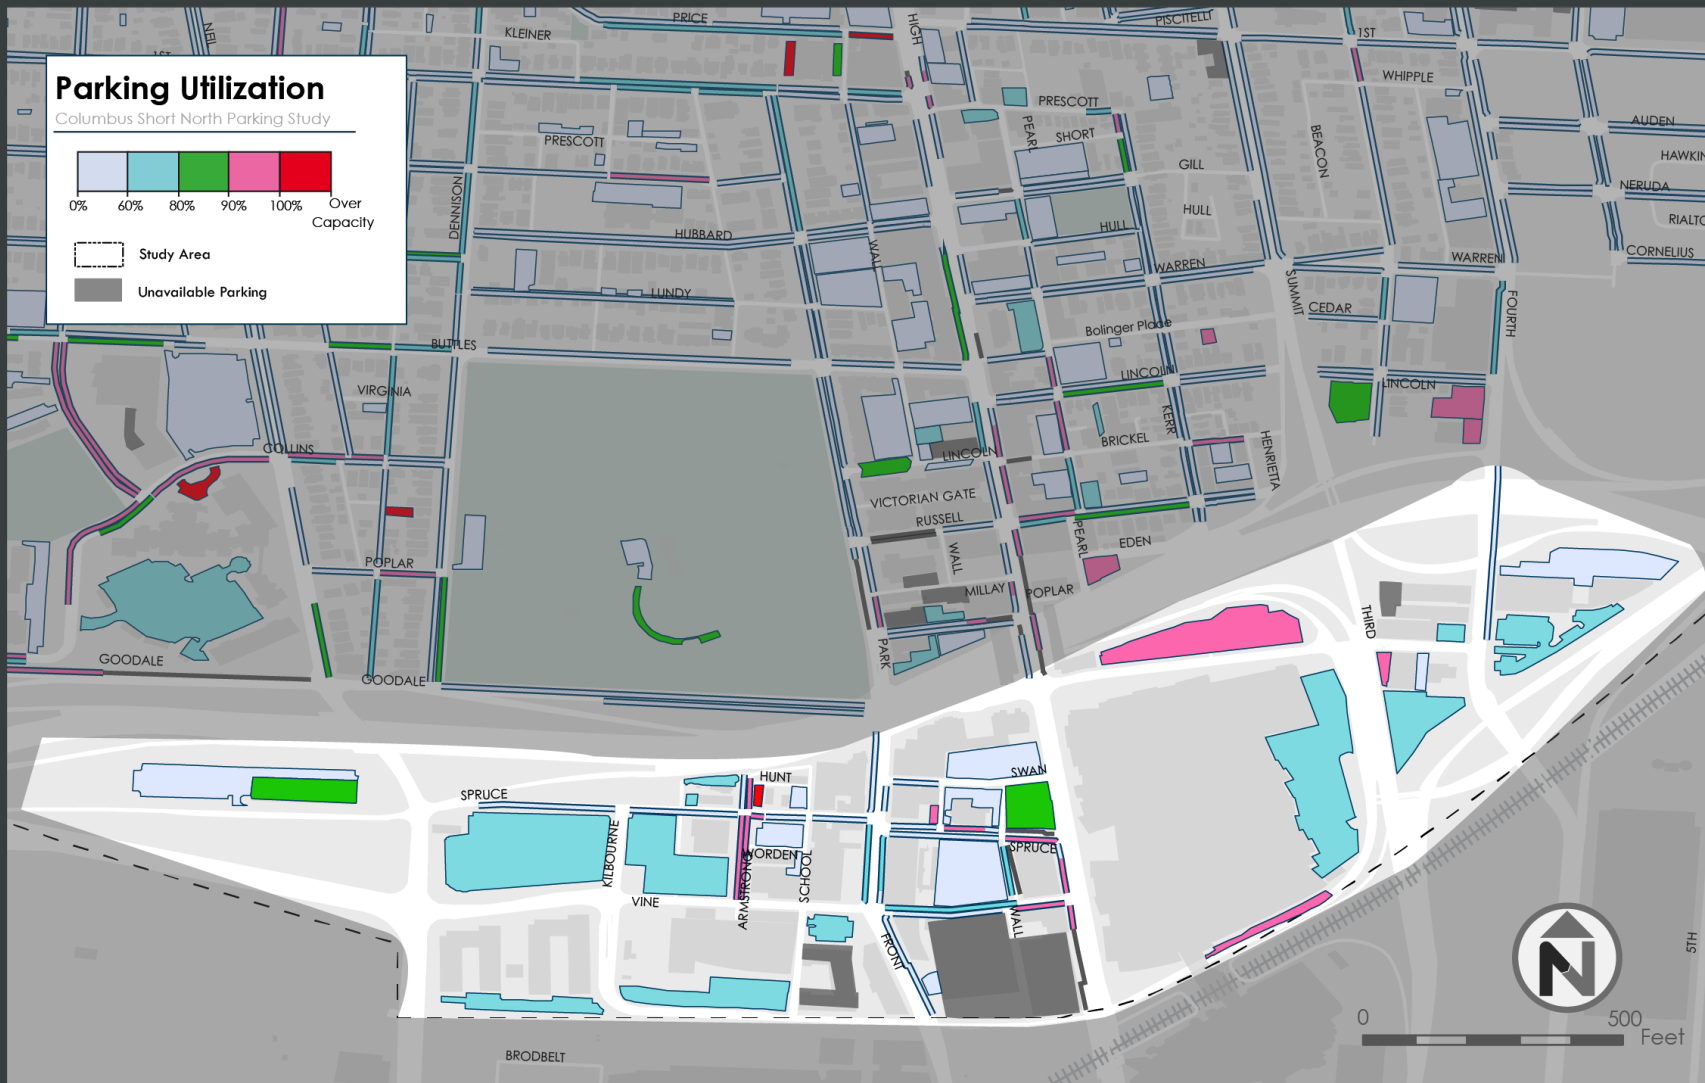 PRICE
HIGH
PISCITELLI
NEIL
KLEINER
1ST
1ST
WHIPPLE
Parking Utilization
Columbus Short North Parking Study
0%
60%
80%
90%
100%
Over
Capacity
Study Area
Unavailable Parking
PRESCOTT
PEARL
SHORT
PRESCOTT
BEACON
AUDEN
HAWKIN
GILL
NERUDA
DENNISON
HULL
RIALTO
HUBBARD
WALL
HULL
WARREN
WARREN
CORNELIUS
LUNDY
SUMMIT
CEDAR
FOURTH
Bolinger Place
BUTTLES
LINCOLN
LINCOLN
VIRGINIA
KERR
BRICKEL
HENRIETTA
COLLINS
LINCOLN
VICTORIAN GATE
RUSSELL
PEARL
EDEN
WALL
POPLAR
MILLAY
POPLAR
THIRD
PARK
GOODALE
GOODALE
HUNT
SWAN
SPRUCE
KILBOURNE
WORDEN
SPRUCE
ARMSTRONG
SCHOOL
VINE
WALL
FRONT
5TH
N
0
500
Feet
BRODBELT